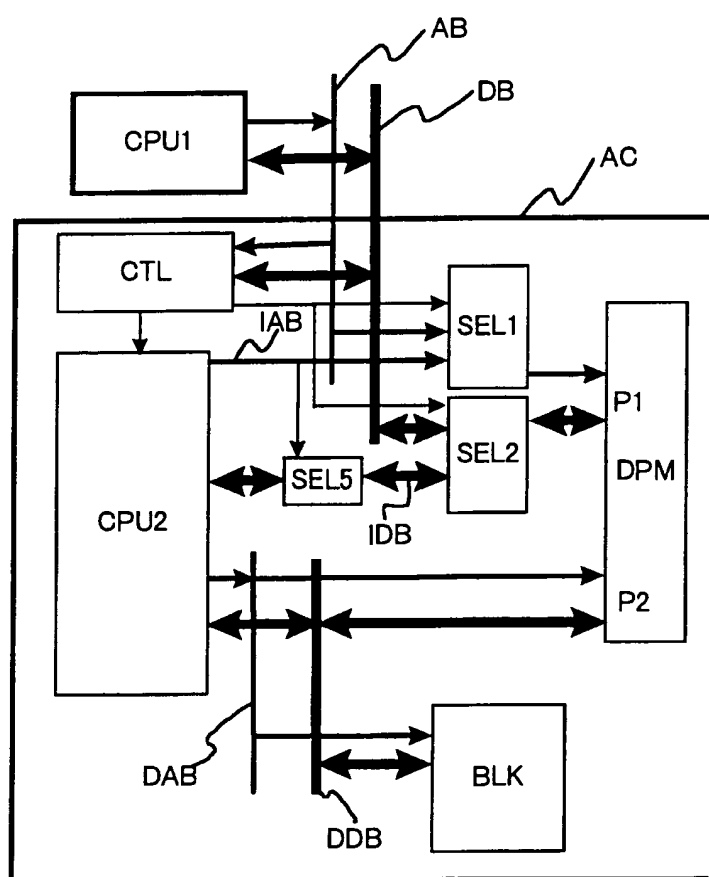 AB
DB
CPU1
AC
CTL
IAB
SEL1
P1
SEL2
DPM
SEL5
CPU2
IDB
P2
DAB
BLK
DDB